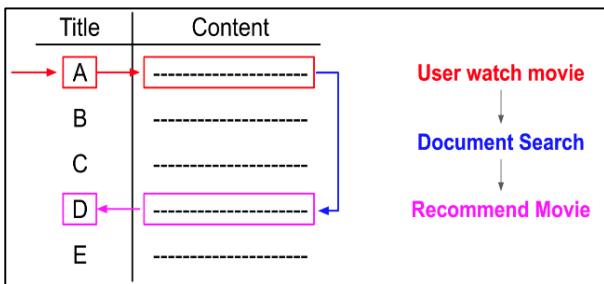 Title Content
A ----------------------
B ----------------------
C ----------------------
D ----------------------
E ----------------------
User watch movie
Document Search
Recommend Movie